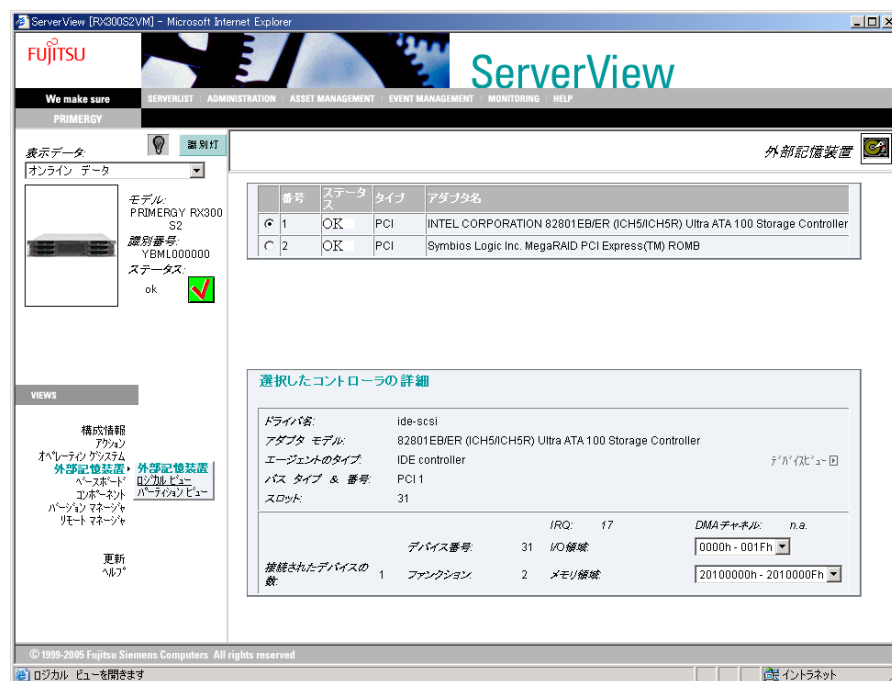 ServerView [RX300S2VM] - Microsoft Internet Explorer
FUJITSU
ServerView
We make sure
SERVERLIST | ADMINISTRATION | ASSET MANAGEMENT | EVENT MANAGEMENT | MONITORING | HELP
PRIMERGY
表示データ:
識別灯
オンライン データ
外部記憶装置
モデル:
PRIMERGY RX300 S2
識別番号:
YBML000000
ステータス:
ok
番号 ステータス タイプ アダプタ名
1 OK PCI INTEL CORPORATION 82801EB/ER (ICH5/ICH5R) Ultra ATA 100 Storage Controller
2 OK PCI Symbios Logic Inc. MegaRAID PCI Express(TM) ROMB
VIEWS
構成情報
アクション
オペレーティングシステム
外部記憶装置
ベースボード
コンポーネント
バージョン マネージャ
リモート マネージャ
外部記憶装置
ロジカル ビュー
パーティション ビュー
更新
ヘルプ
選択したコントローラの詳細
ドライバ名: ide-scsi
アダプタ モデル: 82801EB/ER (ICH5/ICH5R) Ultra ATA 100 Storage Controller
エージェントのタイプ: IDE controller
デバイスビュー
バス タイプ & 番号: PCI 1
スロット: 31
IRQ: 17 DMAチャネル: n.a.
デバイス番号: 31 I/O領域: 0000h - 001Fh
接続されたデバイスの数: 1 ファンクション: 2 メモリ領域: 20100000h - 2010000Fh
© 1999-2005 Fujitsu Siemens Computers All rights reserved
ロジカル ビューを開きます
イントラネット